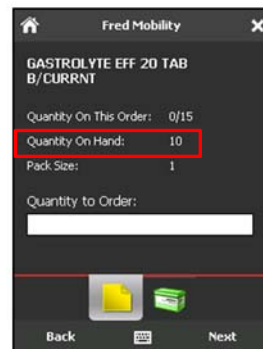 Fred Mobility
GASTROLYTE EFF 20 TAB
B/CURRNT
Quantity On This Order: 0/15
Quantity On Hand: 10
Pack Size: 1
Quantity to Order:
Back Next